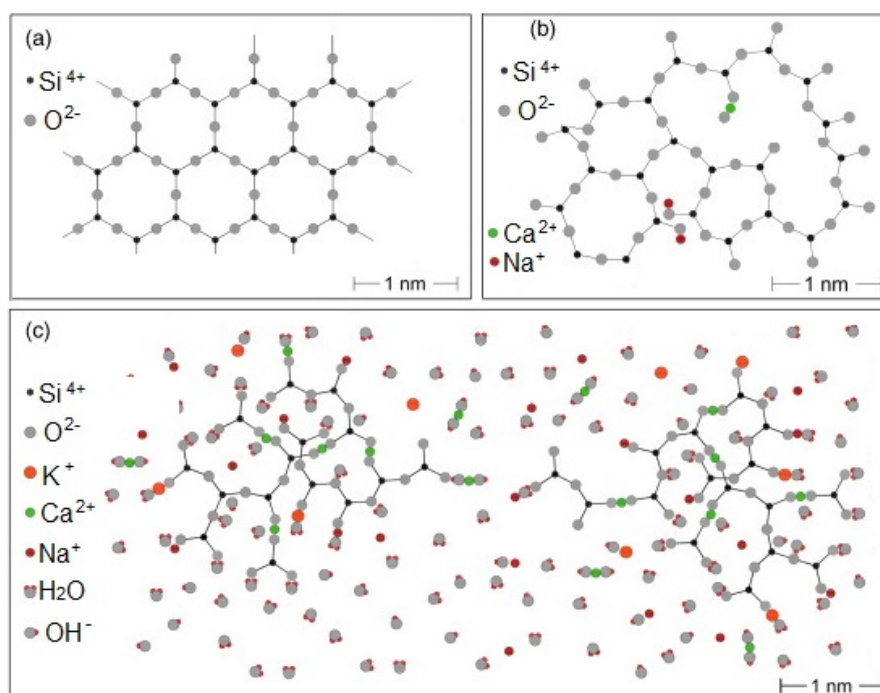 (a)
Si⁴⁺
O²⁻
1 nm
(b)
Si⁴⁺
O²⁻
Ca²⁺
Na⁺
1 nm
(c)
Si⁴⁺
O²⁻
K⁺
Ca²⁺
Na⁺
H₂O
OH⁻
1 nm